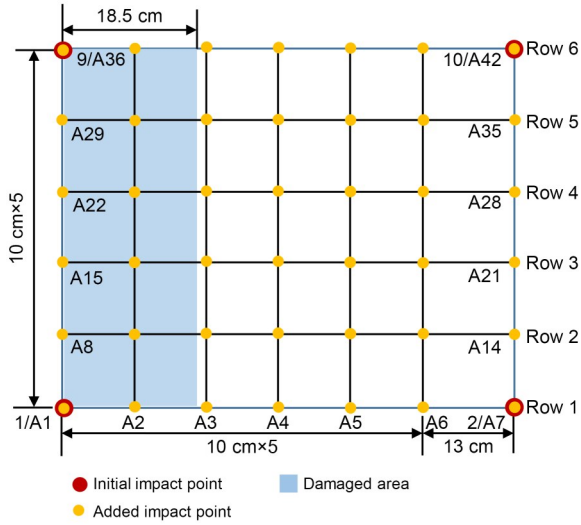 18.5 cm
9/A36 10/A42 Row 6
A29 A35 Row 5
A22 A28 Row 4
10 cm×5
A15 A21 Row 3
A8 A14 Row 2
Row 1
1/A1 A2 A3 A4 A5 A6 2/A7
10 cm×5 13 cm
Initial impact point Damaged area
Added impact point